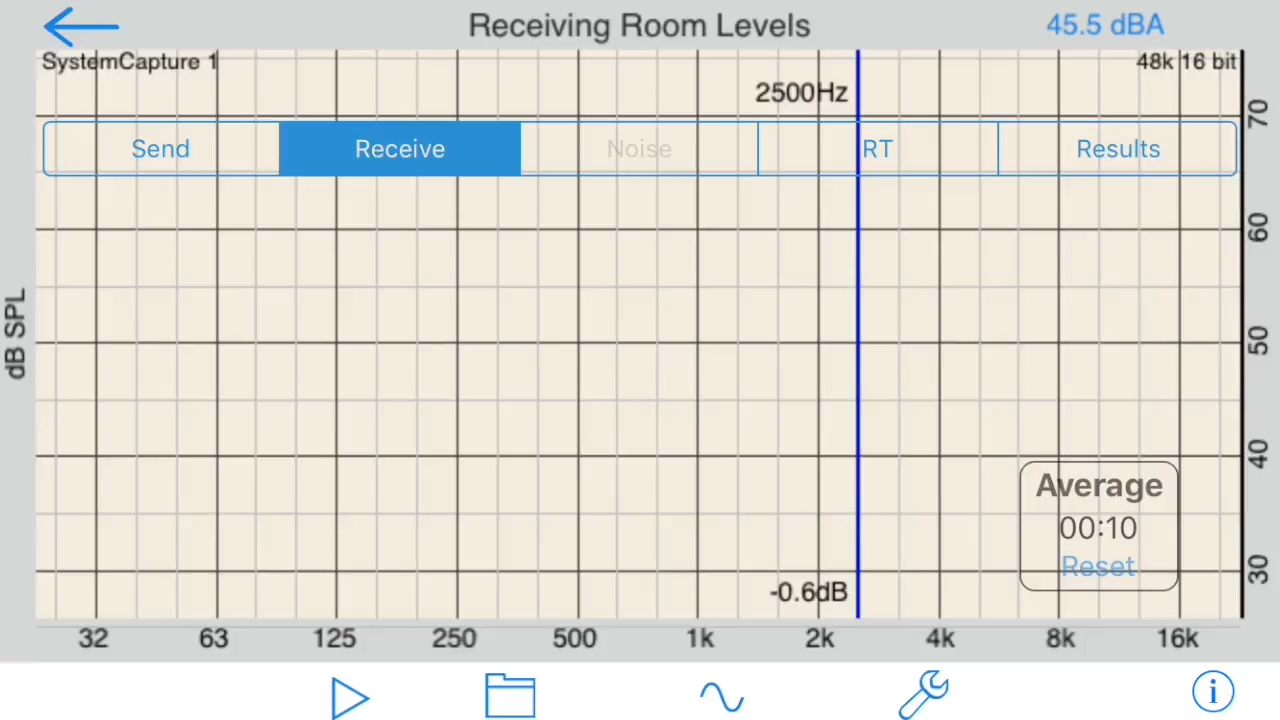 Receiving Room Levels
45.5 dBA
SystemCapture 1
48k 16 bit
2500Hz
Send
Receive
Noise
RT
Results
70
60
50
40
30
dB SPL
Average
00:10
Reset
-0.6dB
32 63 125 250 500 1k 2k 4k 8k 16k
i